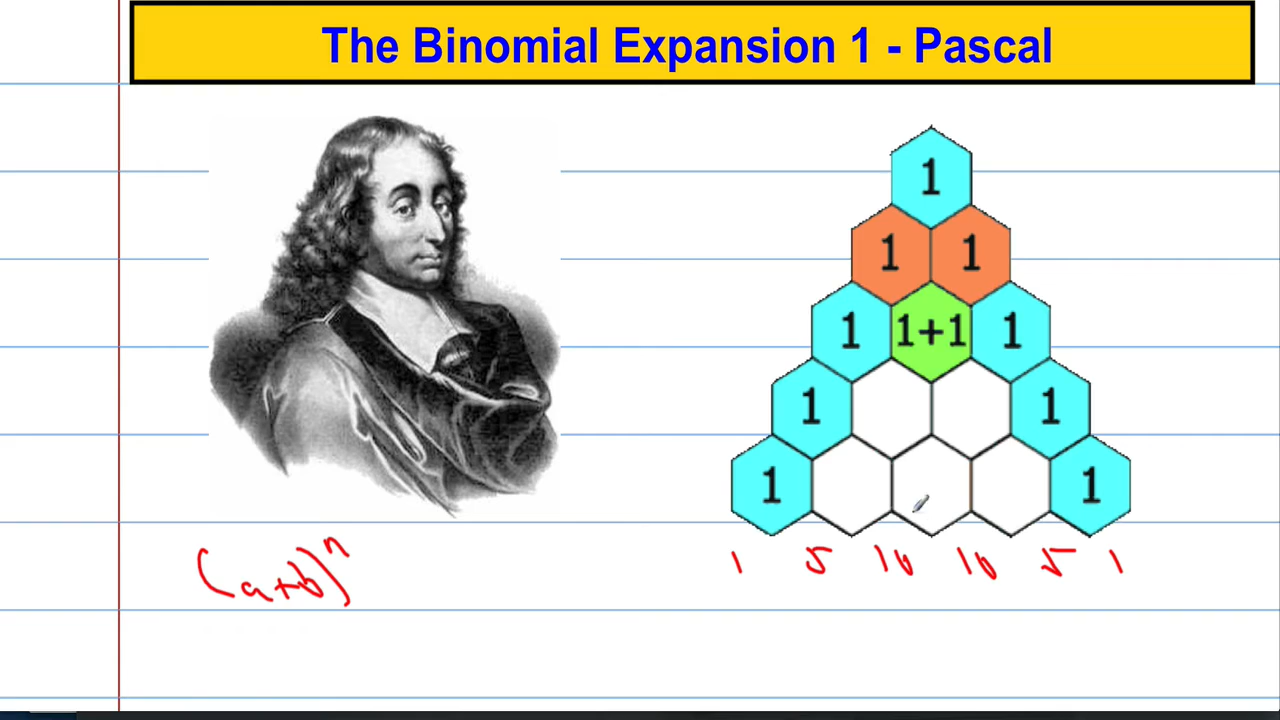 The Binomial Expansion 1 - Pascal
1
1 1
1 1+1 1
1 1
1 1
1 5 10 10 5 1
(a+b)^n